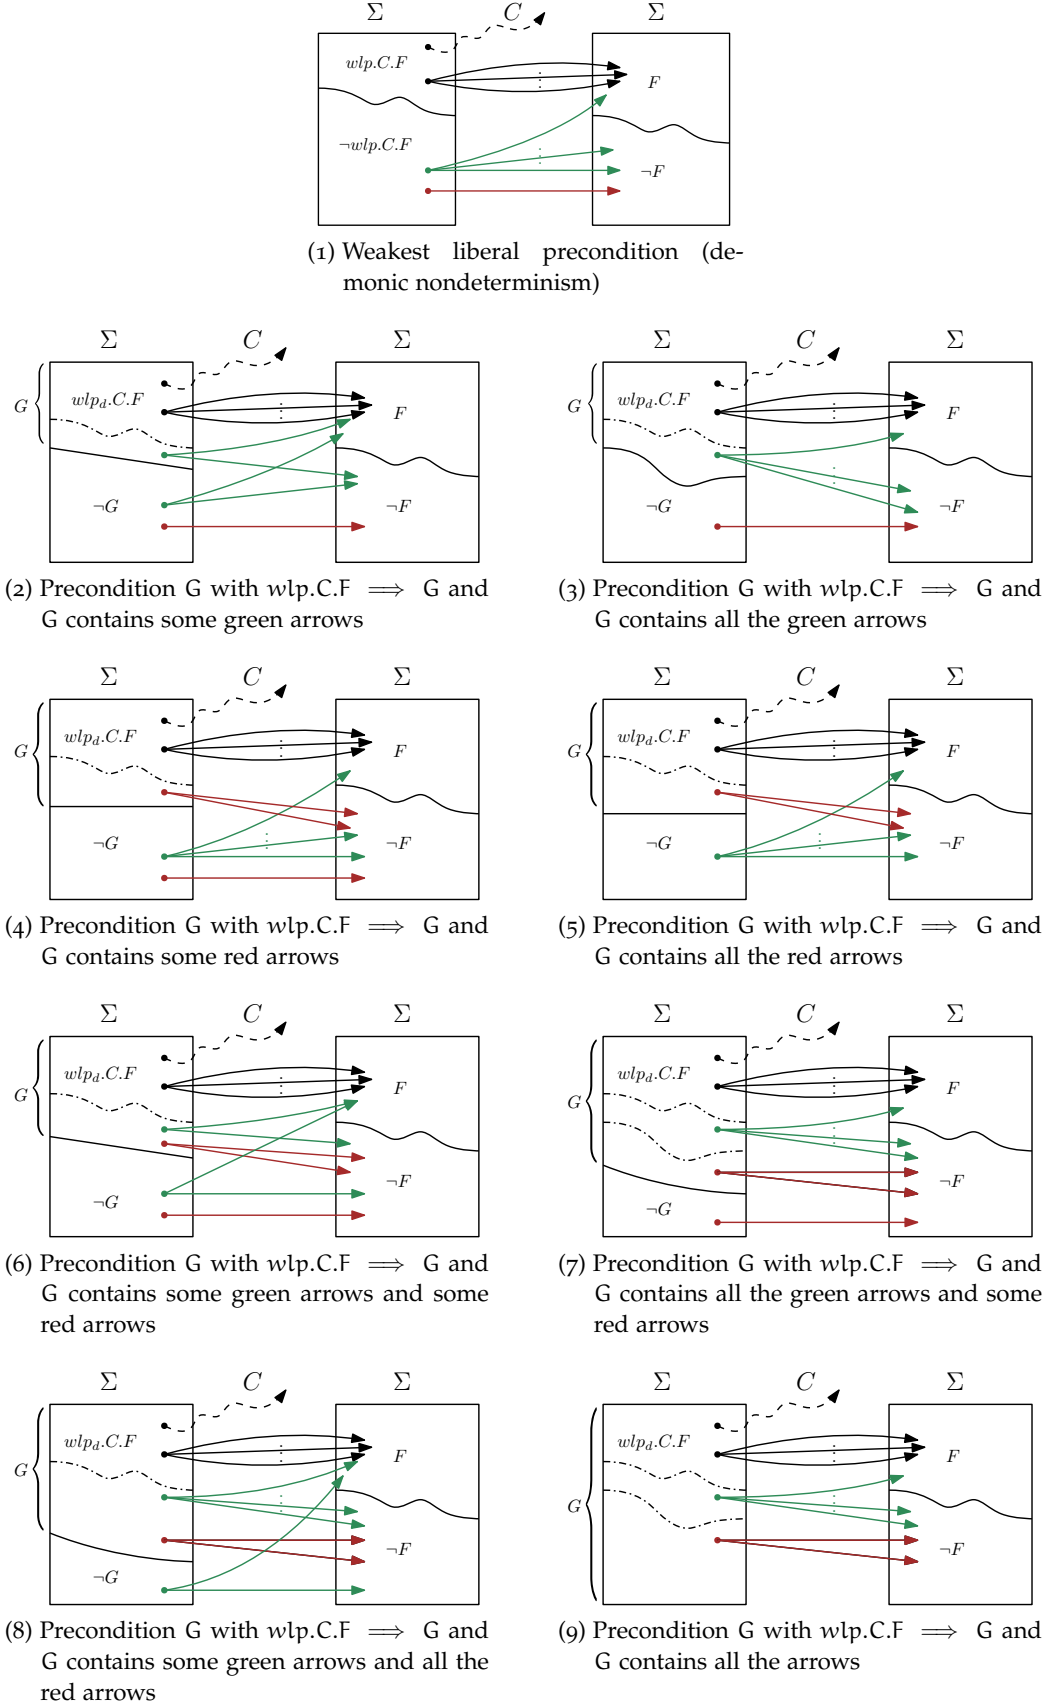 Σ C Σ
wlp.C.F
F
¬wlp.C.F
¬F
(1) Weakest liberal precondition (de-
monic nondeterminism)
Σ C Σ
G wlp_d.C.F F
¬G ¬F
(2) Precondition G with wlp.C.F ⟹ G and
G contains some green arrows
Σ C Σ
G wlp_d.C.F F
¬G ¬F
(3) Precondition G with wlp.C.F ⟹ G and
G contains all the green arrows
Σ C Σ
G wlp_d.C.F F
¬G ¬F
(4) Precondition G with wlp.C.F ⟹ G and
G contains some red arrows
Σ C Σ
G wlp_d.C.F F
¬G ¬F
(5) Precondition G with wlp.C.F ⟹ G and
G contains all the red arrows
Σ C Σ
G wlp_d.C.F F
¬G ¬F
(6) Precondition G with wlp.C.F ⟹ G and
G contains some green arrows and some
red arrows
Σ C Σ
G wlp_d.C.F F
¬G ¬F
(7) Precondition G with wlp.C.F ⟹ G and
G contains all the green arrows and some
red arrows
Σ C Σ
G wlp_d.C.F F
¬G ¬F
(8) Precondition G with wlp.C.F ⟹ G and
G contains some green arrows and all the
red arrows
Σ C Σ
wlp_d.C.F F
G ¬F
(9) Precondition G with wlp.C.F ⟹ G and
G contains all the arrows